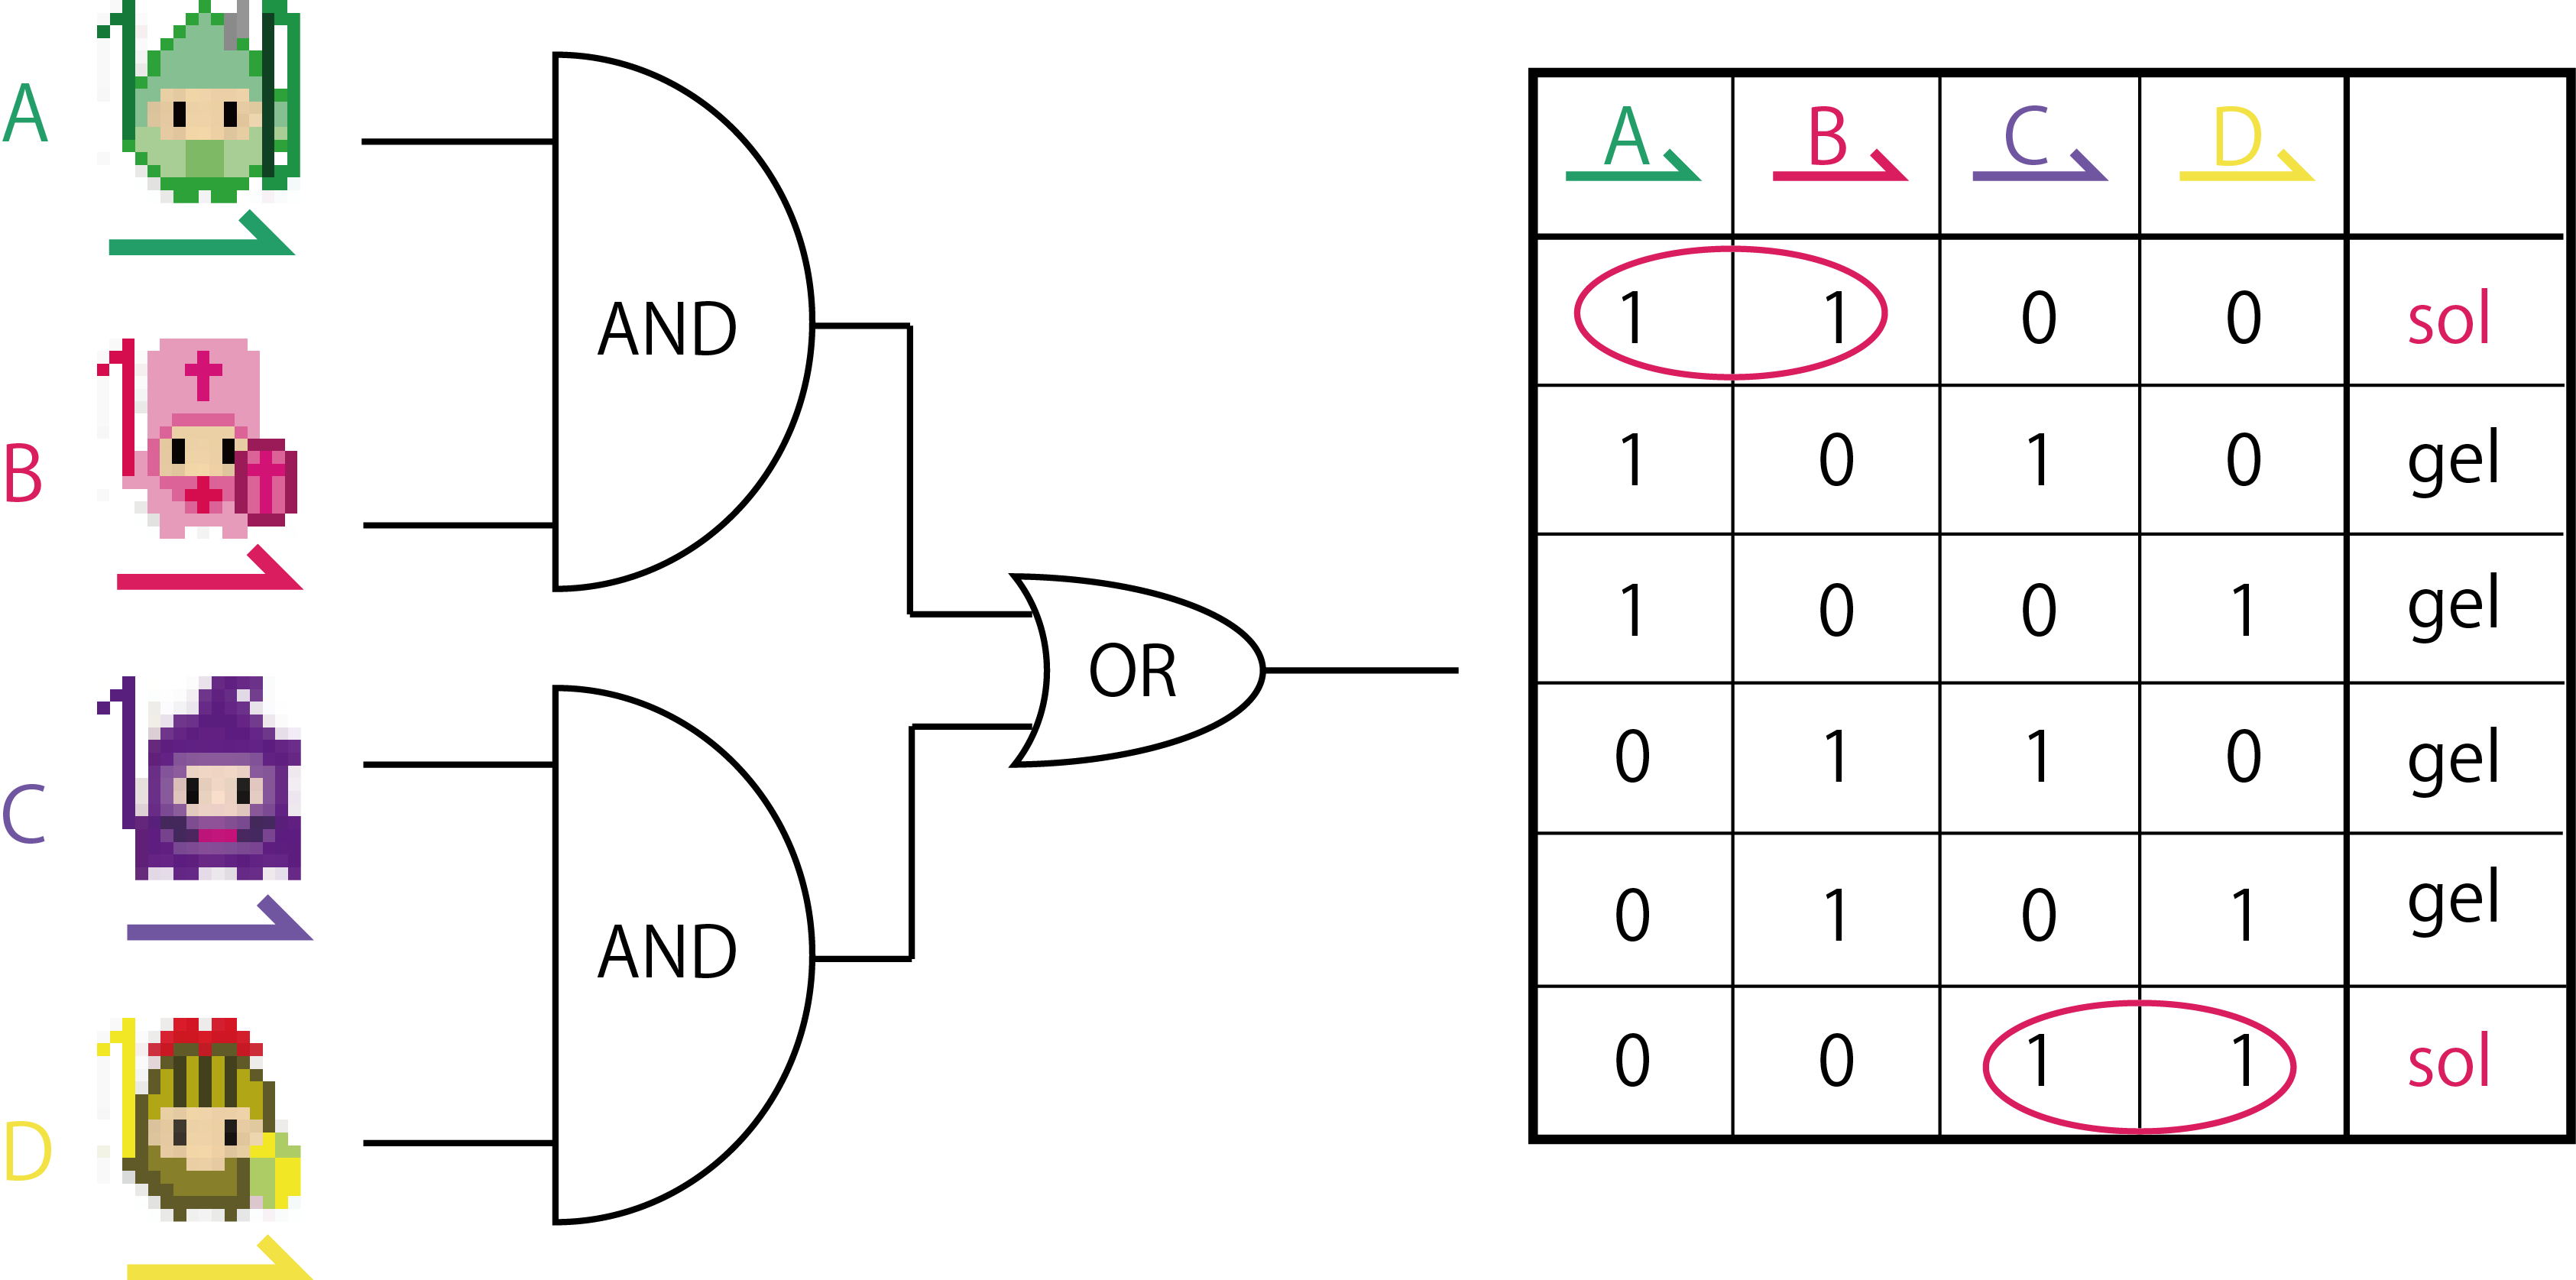 A
B
C
D
AND
AND
OR
A B C D
1 1 0 0 sol
1 0 1 0 gel
1 0 0 1 gel
0 1 1 0 gel
0 1 0 1 gel
0 0 1 1 sol